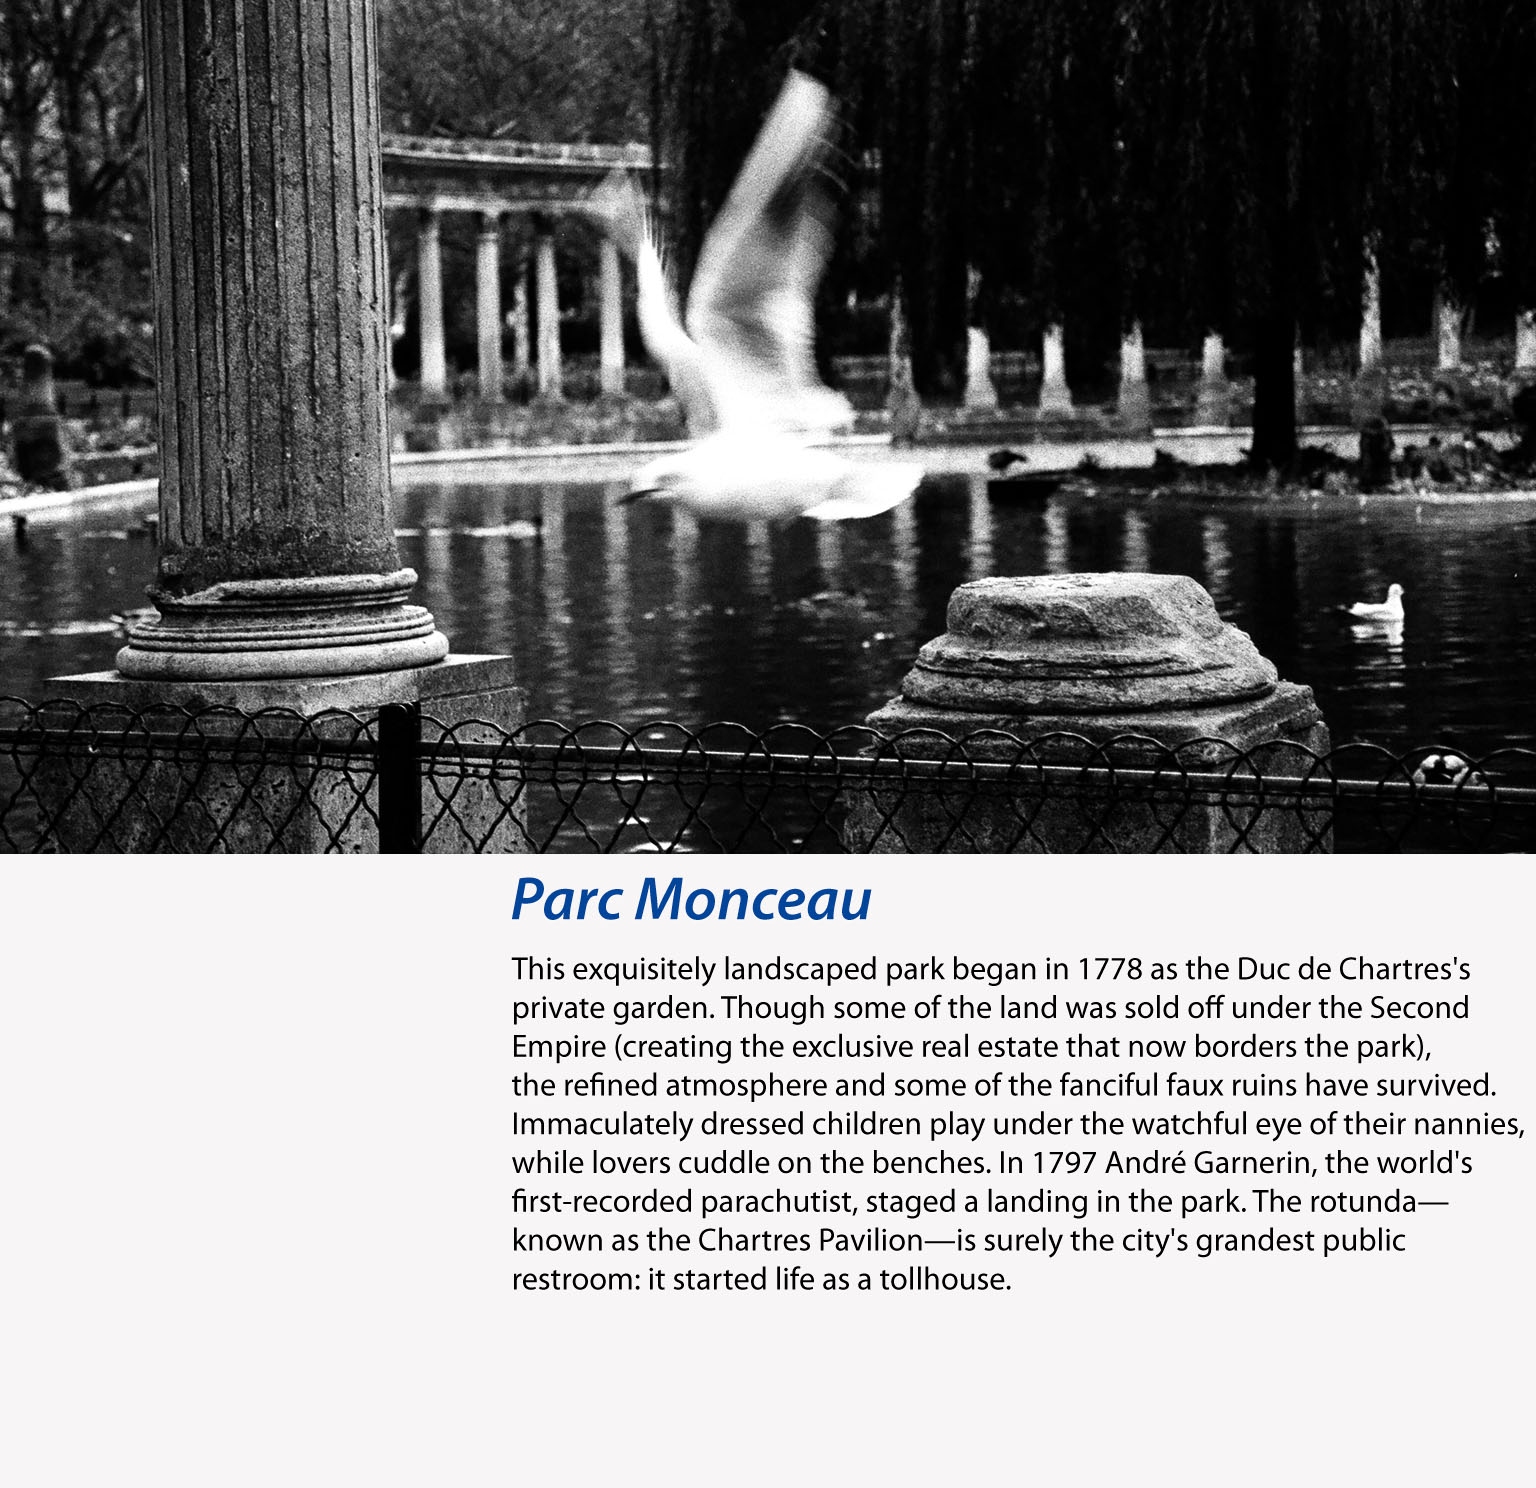 Parc Monceau
This exquisitely landscaped park began in 1778 as the Duc de Chartres's
private garden. Though some of the land was sold off under the Second
Empire (creating the exclusive real estate that now borders the park),
the refined atmosphere and some of the fanciful faux ruins have survived.
Immaculately dressed children play under the watchful eye of their nannies,
while lovers cuddle on the benches. In 1797 André Garnerin, the world's
first-recorded parachutist, staged a landing in the park. The rotunda—
known as the Chartres Pavilion—is surely the city's grandest public
restroom: it started life as a tollhouse.